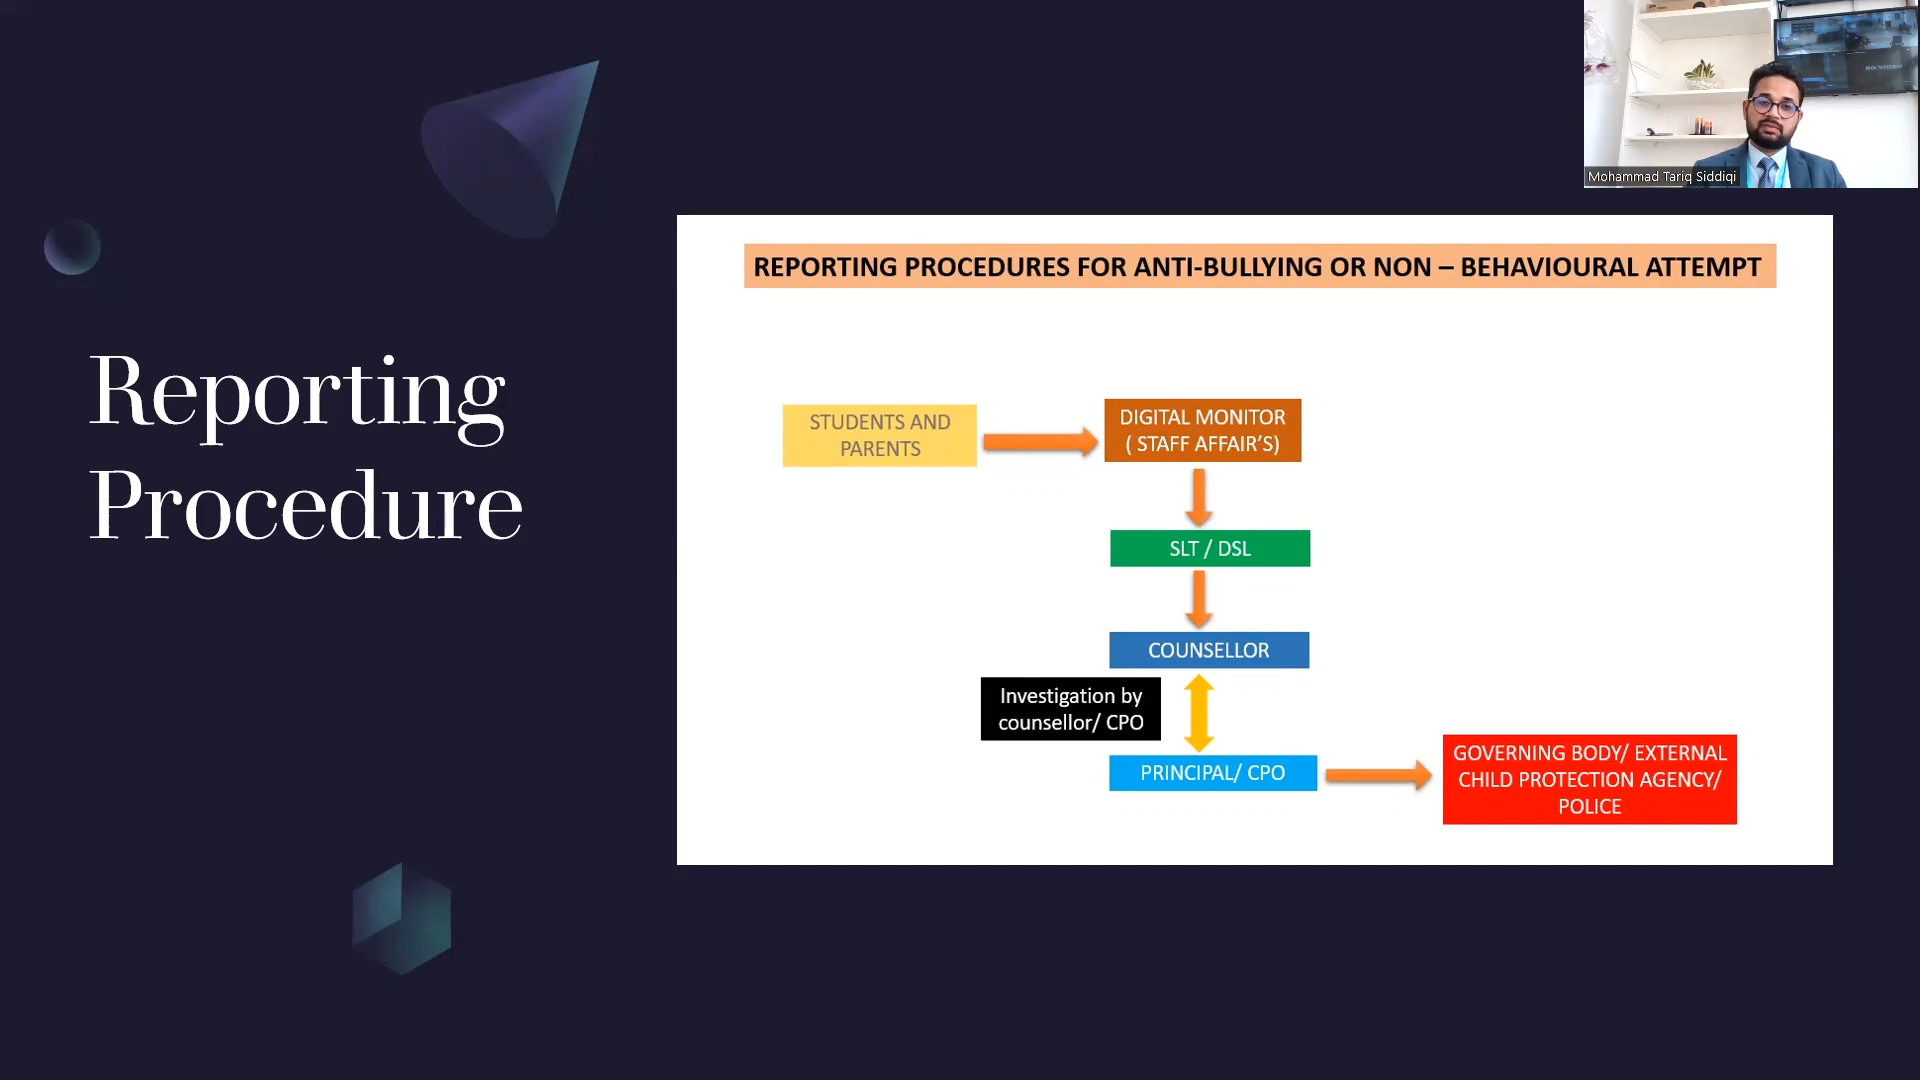 Mohammad Tariq Siddiqi
Reporting
Procedure
REPORTING PROCEDURES FOR ANTI-BULLYING OR NON – BEHAVIOURAL ATTEMPT
STUDENTS AND
PARENTS
DIGITAL MONITOR
( STAFF AFFAIR'S)
SLT / DSL
COUNSELLOR
Investigation by
counsellor/ CPO
PRINCIPAL/ CPO
GOVERNING BODY/ EXTERNAL
CHILD PROTECTION AGENCY/
POLICE